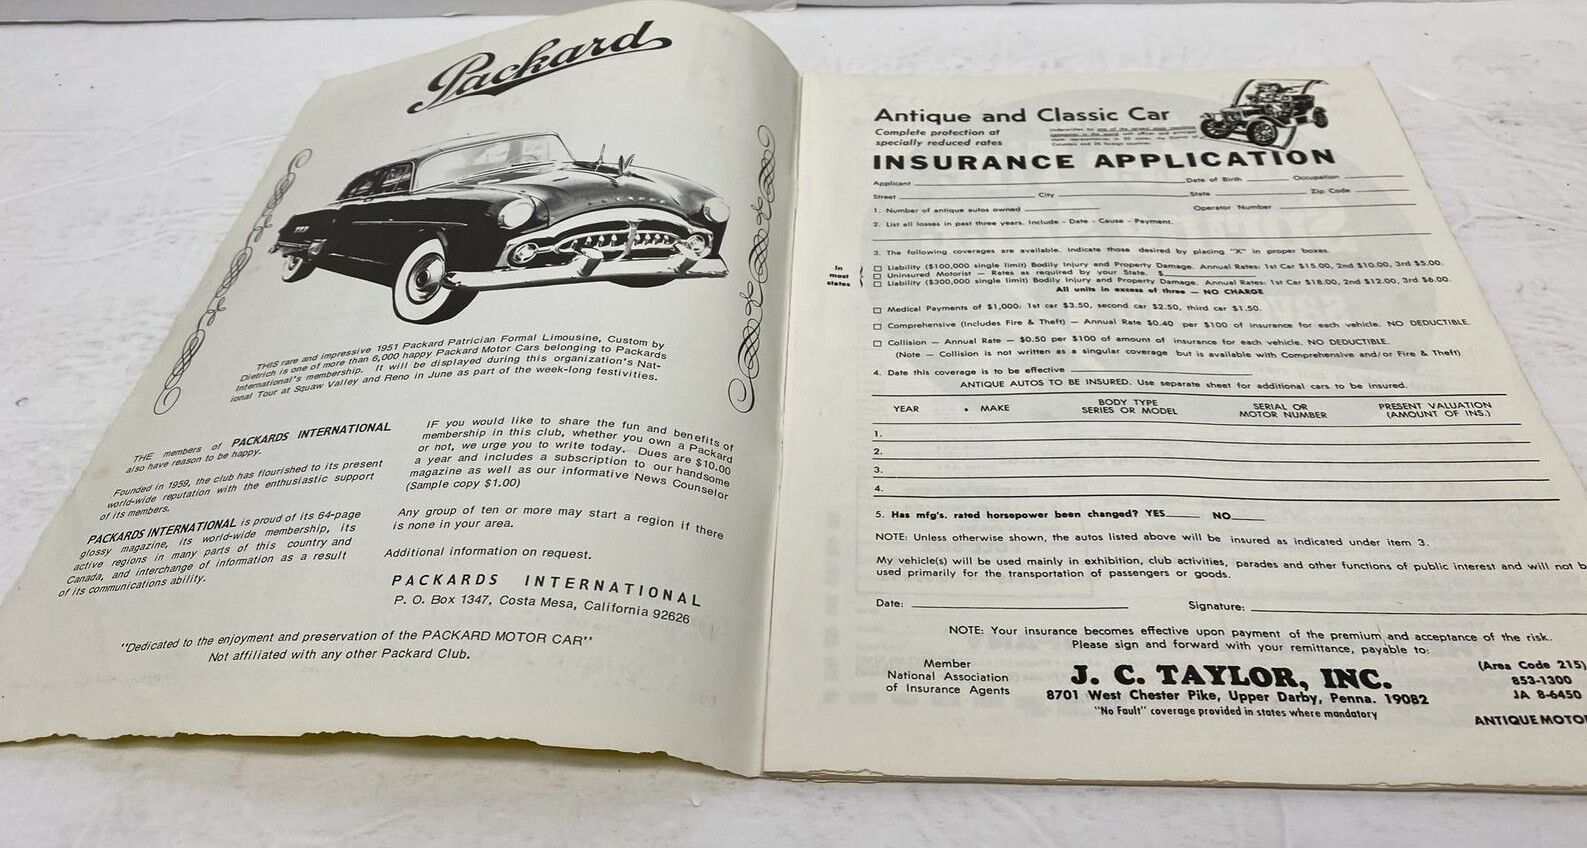 Packard
THIS rare and impressive 1951 Packard Patrician Formal Limousine, Custom by
Dietrich is one of more than 6,000 happy Packard Motor Cars belonging to Packards
International's membership. It will be displayed during this organization's Nat-
ional Tour at Squaw Valley and Reno in June as part of the week-long festivities.
THE members of PACKARDS INTERNATIONAL
also have reason to be happy.
Founded in 1959, the club has flourished to its present
world-wide reputation with the enthusiastic support
of its members.
PACKARDS INTERNATIONAL is proud of its 64-page
glossy magazine, its world-wide membership, its
active regions in many parts of this country and
Canada, and interchange of information as a result
of its communications ability.
IF you would like to share the fun and benefits of
membership in this club, whether you own a Packard
or hot, we urge you to write today. Dues are $10.00
a year and includes a subscription to our handsome
magazine as well as our informative News Counselor
(Sample copy $1.00)
Any group of ten or more may start a region if there
is none in your area.
Additional information on request.
PACKARDS INTERNATIONAL
P. O. Box 1347, Costa Mesa, California 92626
"Dedicated to the enjoyment and preservation of the PACKARD MOTOR CAR"
Not affiliated with any other Packard Club.
Antique and Classic Car
Complete protection at
specially reduced rates
Underwritten by one of the
companies in the world with offices and
Columbia and 26 foreign countries.
INSURANCE APPLICATION
Applicant Date of Birth Occupation
Street City State Zip Code
1. Number of antique autos owned Operator Number
2. List all losses in past three years. Include - Date - Cause - Payment.
3. The following coverages are available. Indicate those desired by placing "X" in proper boxes.
In most states
Liability ($100,000 single limit) Bodily Injury and Property Damage. Annual Rates: 1st Car $15.00, 2nd $10.00, 3rd $5.00.
Uninsured Motorist - Rates as required by your State. $
Liability ($300,000 single limit) Bodily Injury and Property Damage. Annual Rates: 1st Car $18.00, 2nd $12.00, 3rd $6.00.
All units in excess of three — NO CHARGE
Medical Payments of $1,000; 1st car $3.50, second car $2.50, third car $1.50.
Comprehensive (Includes Fire & Theft) — Annual Rate $0.40 per $100 of insurance for each vehicle. NO DEDUCTIBLE.
Collision — Annual Rate — $0.50 per $100 of amount of insurance for each vehicle. NO DEDUCTIBLE.
(Note — Collision is not written as a singular coverage but is available with Comprehensive and/or Fire & Theft)
4. Date this coverage is to be effective
ANTIQUE AUTOS TO BE INSURED. Use separate sheet for additional cars to be insured.
YEAR • MAKE BODY TYPE SERIES OR MODEL SERIAL OR MOTOR NUMBER PRESENT VALUATION (AMOUNT OF INS.)
1.
2.
3.
4.
5. Has mfg's. rated horsepower been changed? YES NO
NOTE: Unless otherwise shown, the autos listed above will be insured as indicated under item 3.
My vehicle(s) will be used mainly in exhibition, club activities, parades and other functions of public interest and will not b
used primarily for the transportation of passengers or goods.
Date: Signature:
NOTE: Your insurance becomes effective upon payment of the premium and acceptance of the risk.
Please sign and forward with your remittance, payable to:
Member
National Association
of Insurance Agents
J. C. TAYLOR, INC.
8701 West Chester Pike, Upper Darby, Penna. 19082
"No Fault" coverage provided in states where mandatory
(Area Code 215)
853-1300
JA 8-6450
ANTIQUE MOTO